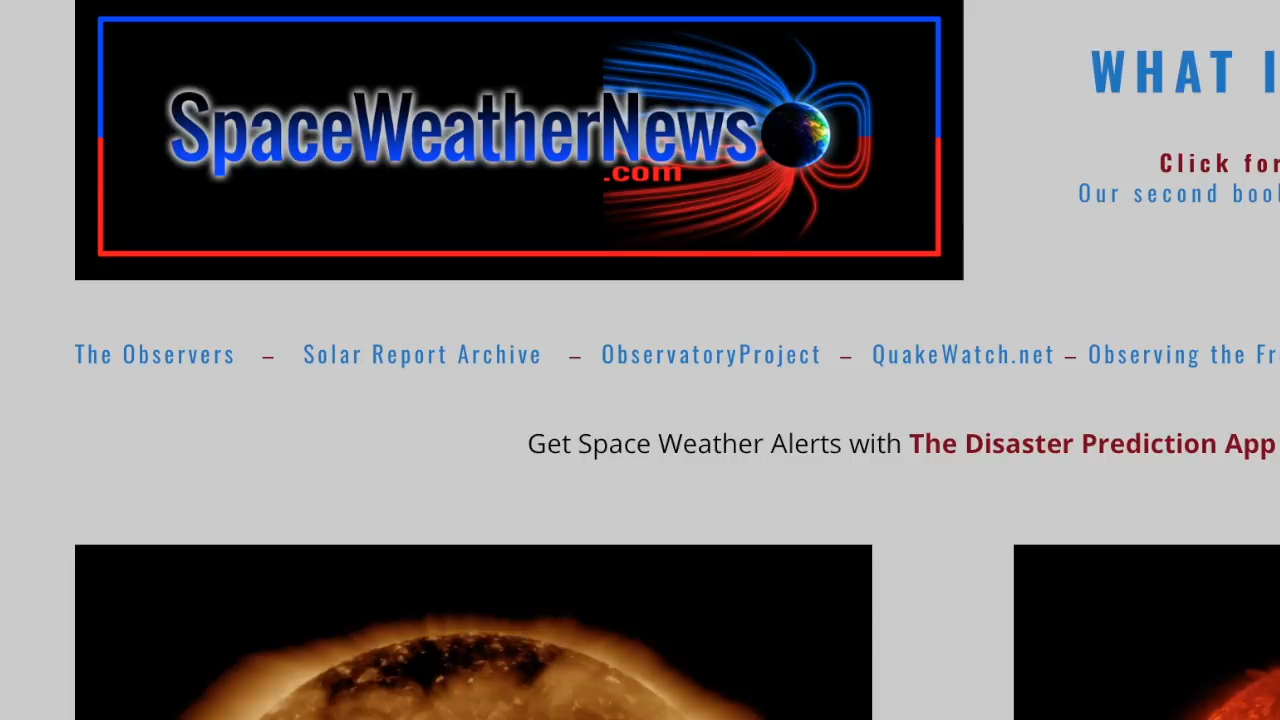 SpaceWeatherNews
.com
WHAT I
Click for
Our second book
The Observers – Solar Report Archive – ObservatoryProject – QuakeWatch.net – Observing the Fr
Get Space Weather Alerts with The Disaster Prediction App